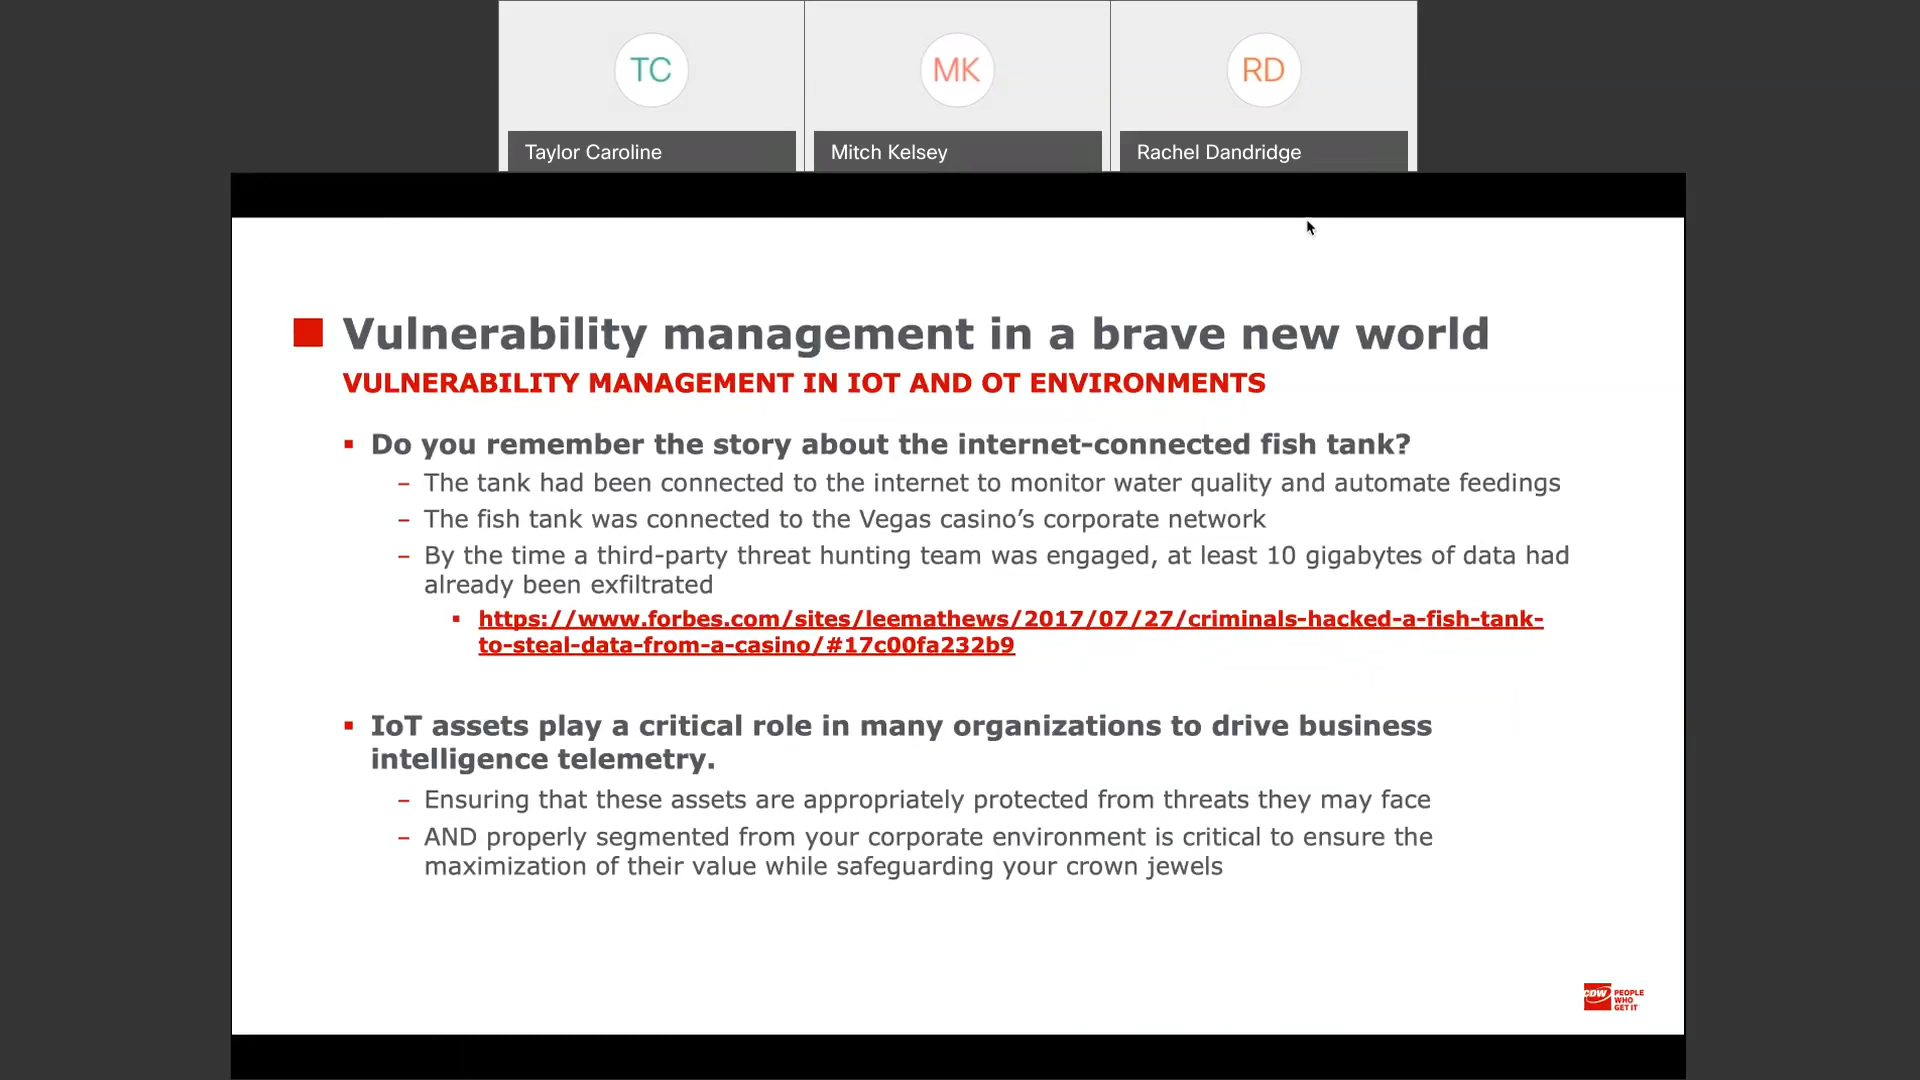 TC
MK
RD
Taylor Caroline
Mitch Kelsey
Rachel Dandridge
Vulnerability management in a brave new world
VULNERABILITY MANAGEMENT IN IOT AND OT ENVIRONMENTS
▪ Do you remember the story about the internet-connected fish tank?
– The tank had been connected to the internet to monitor water quality and automate feedings
– The fish tank was connected to the Vegas casino’s corporate network
– By the time a third-party threat hunting team was engaged, at least 10 gigabytes of data had
already been exfiltrated
▪ https://www.forbes.com/sites/leemathews/2017/07/27/criminals-hacked-a-fish-tank-
to-steal-data-from-a-casino/#17c00fa232b9
▪ IoT assets play a critical role in many organizations to drive business
intelligence telemetry.
– Ensuring that these assets are appropriately protected from threats they may face
– AND properly segmented from your corporate environment is critical to ensure the
maximization of their value while safeguarding your crown jewels
CDW
PEOPLE
WHO
GET IT